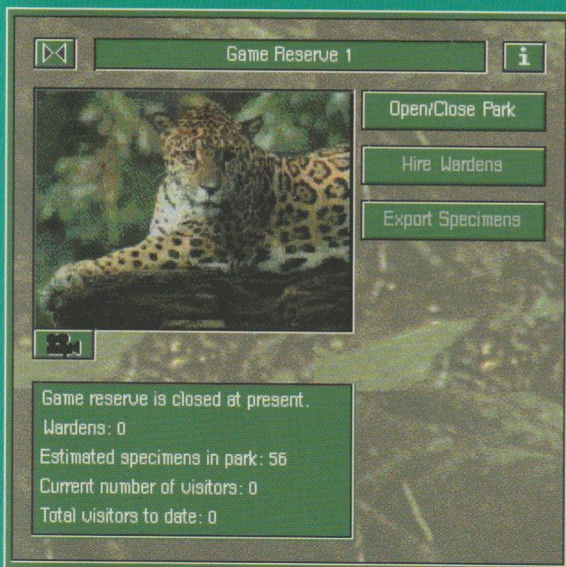 Game Reserve 1
i
Open/Close Park
Hire Wardens
Export Specimens
Game reserve is closed at present.
Wardens: 0
Estimated specimens in park: 56
Current number of visitors: 0
Total visitors to date: 0